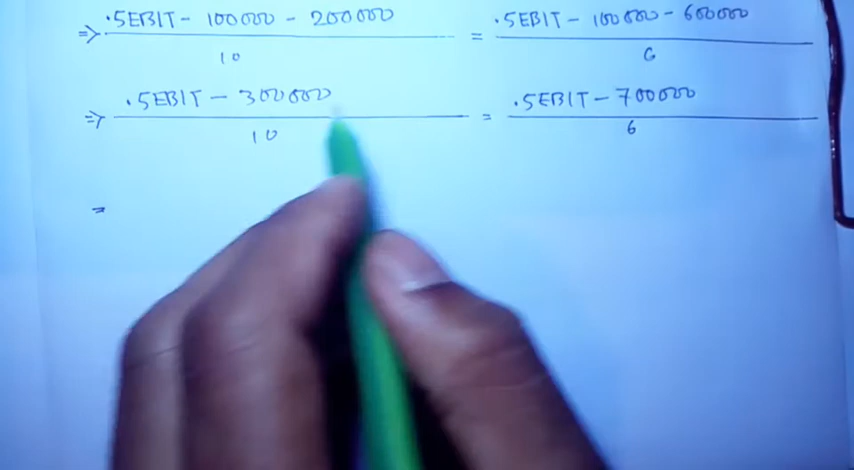 => .5EBIT - 100000 - 200000 / 10 = .5EBIT - 100000 - 600000 / 6
=> .5EBIT - 300000 / 10 = .5EBIT - 700000 / 6
=